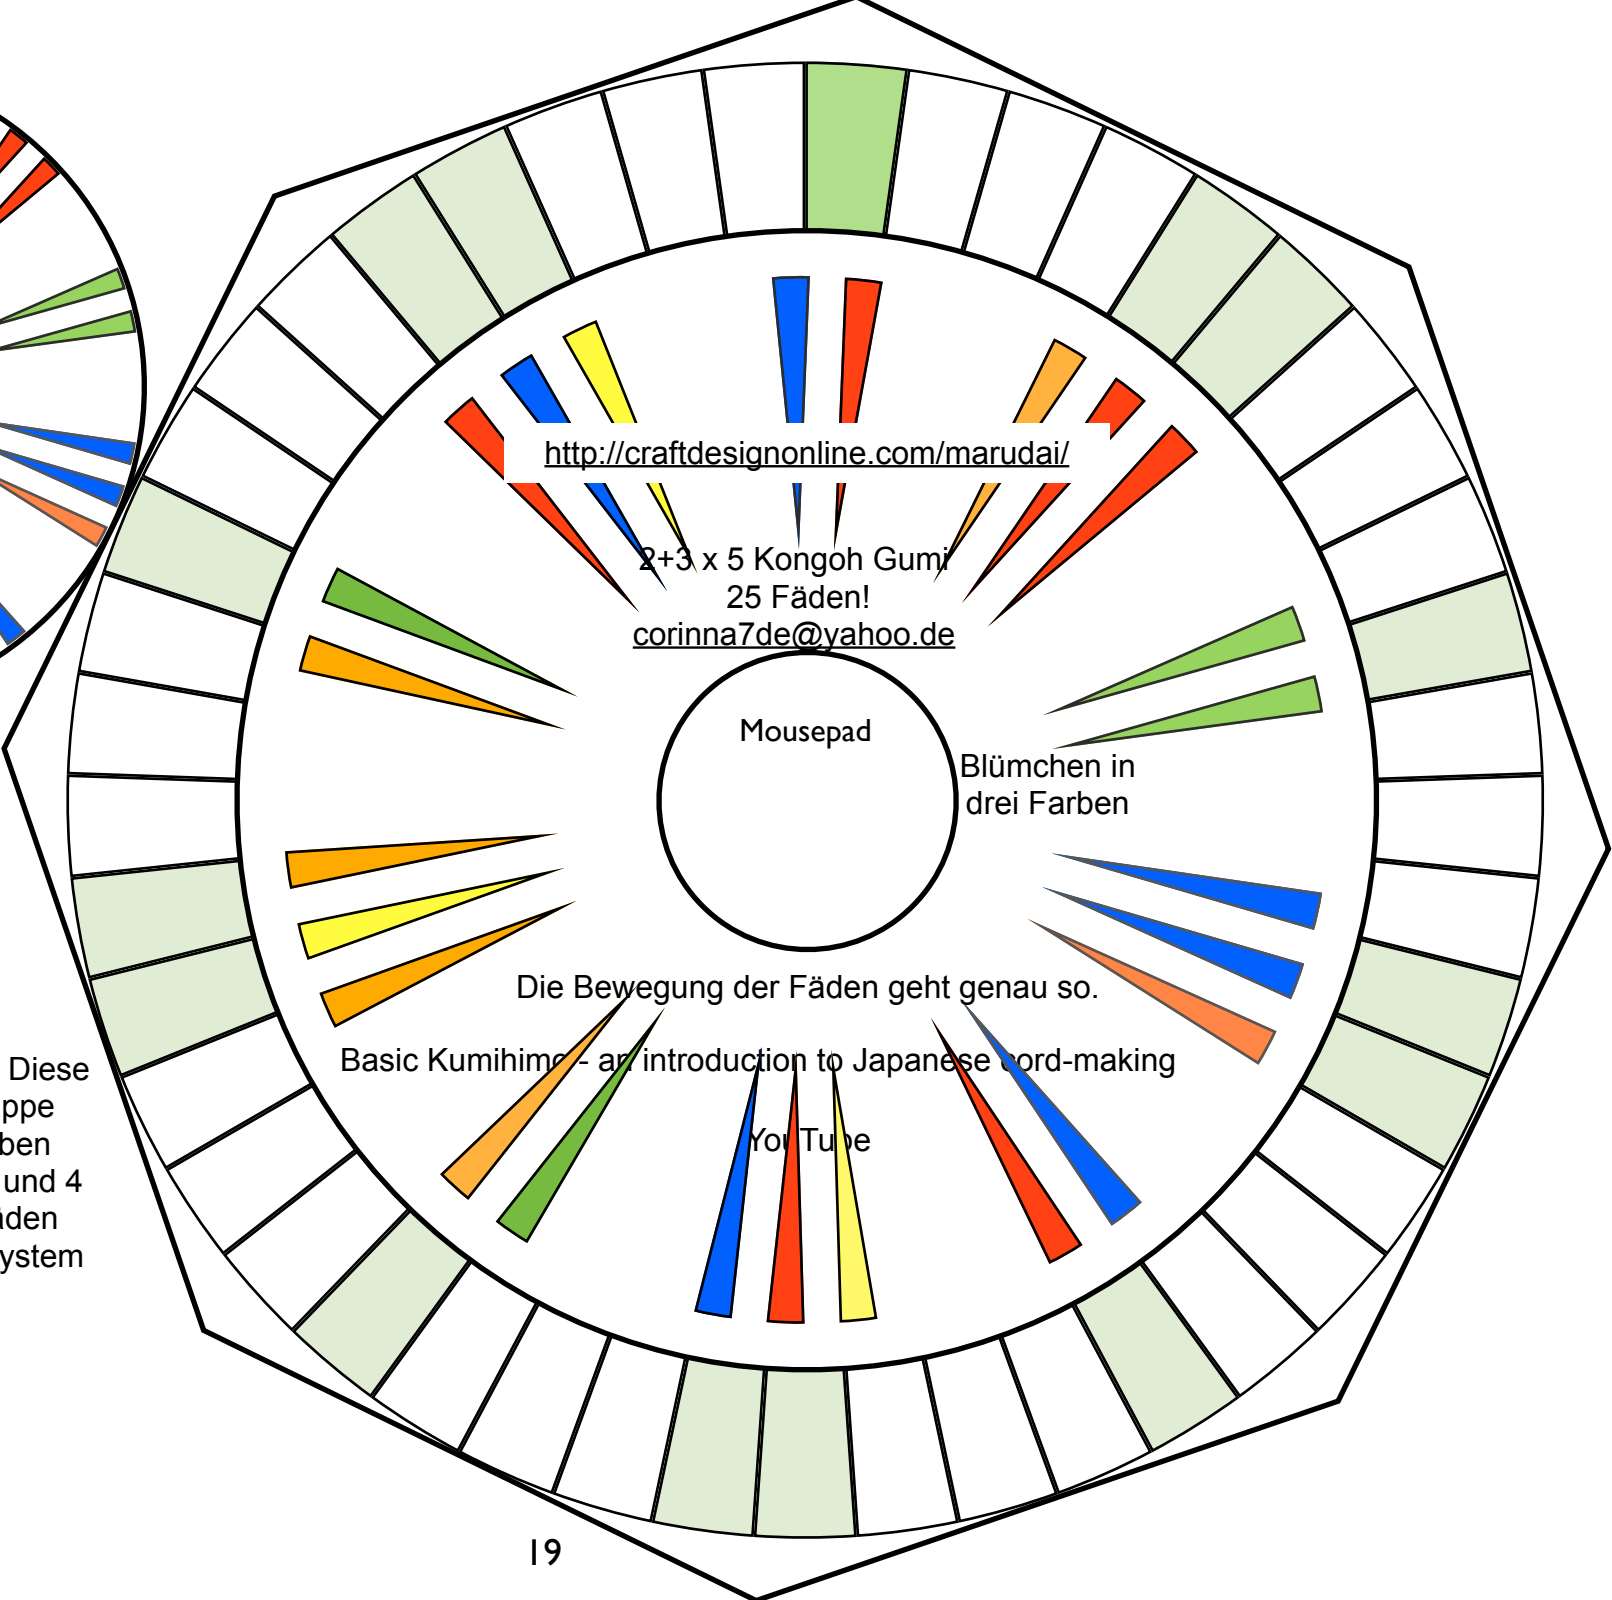 http://craftdesignonline.com/marudai/
2+3 x 5 Kongoh Gumi
25 Fäden!
corinna7de@yahoo.de
Mousepad
Blümchen in
drei Farben
Die Bewegung der Fäden geht genau so.
Basic Kumihimo - an introduction to Japanese cord-making
YouTube
Diese
ppe
ben
und 4
äden
ystem
19